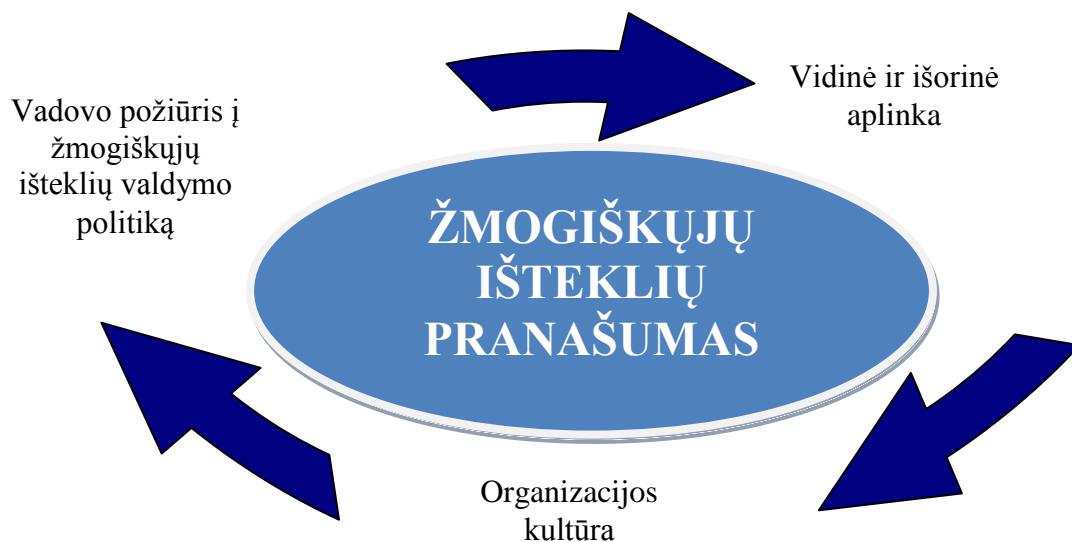 Vadovo požiūris į
žmogiškųjų
išteklių valdymo
politiką
Vidinė ir išorinė
aplinka
ŽMOGIŠKŲJŲ
IŠTEKLIŲ
PRANAŠUMAS
Organizacijos
kultūra